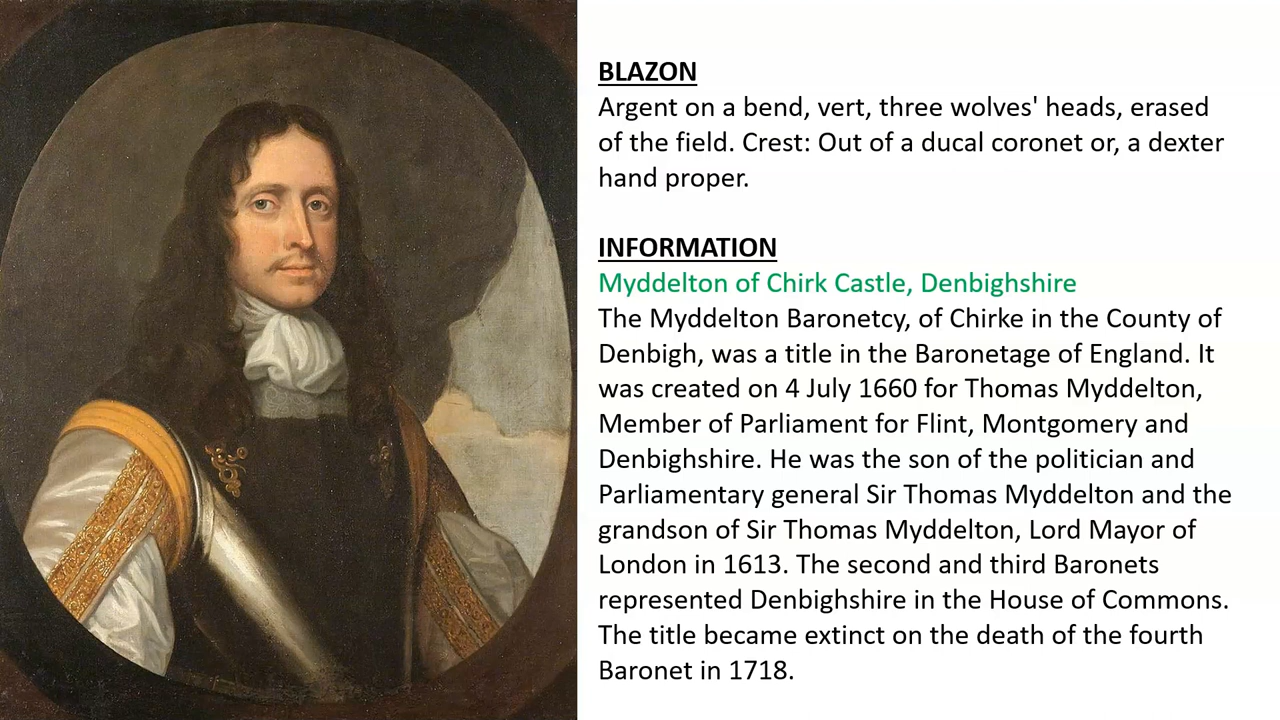 BLAZON
Argent on a bend, vert, three wolves' heads, erased
of the field. Crest: Out of a ducal coronet or, a dexter
hand proper.
INFORMATION
Myddelton of Chirk Castle, Denbighshire
The Myddelton Baronetcy, of Chirke in the County of
Denbigh, was a title in the Baronetage of England. It
was created on 4 July 1660 for Thomas Myddelton,
Member of Parliament for Flint, Montgomery and
Denbighshire. He was the son of the politician and
Parliamentary general Sir Thomas Myddelton and the
grandson of Sir Thomas Myddelton, Lord Mayor of
London in 1613. The second and third Baronets
represented Denbighshire in the House of Commons.
The title became extinct on the death of the fourth
Baronet in 1718.